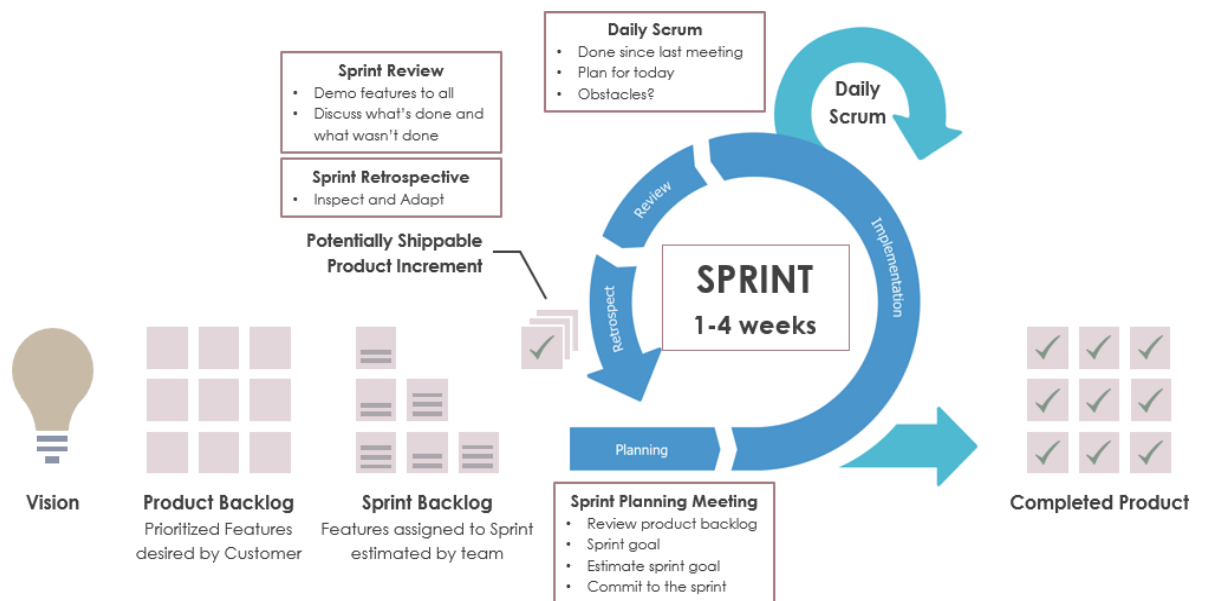 Daily Scrum
• Done since last meeting
• Plan for today
• Obstacles?
Sprint Review
• Demo features to all
• Discuss what's done and
what wasn't done
Daily
Scrum
Sprint Retrospective
• Inspect and Adapt
Potentially Shippable
Product Increment
Review
Retrospect
Implementation
SPRINT
1-4 weeks
Planning
Vision
Product Backlog
Prioritized Features
desired by Customer
Sprint Backlog
Features assigned to Sprint
estimated by team
Sprint Planning Meeting
• Review product backlog
• Sprint goal
• Estimate sprint goal
• Commit to the sprint
Completed Product